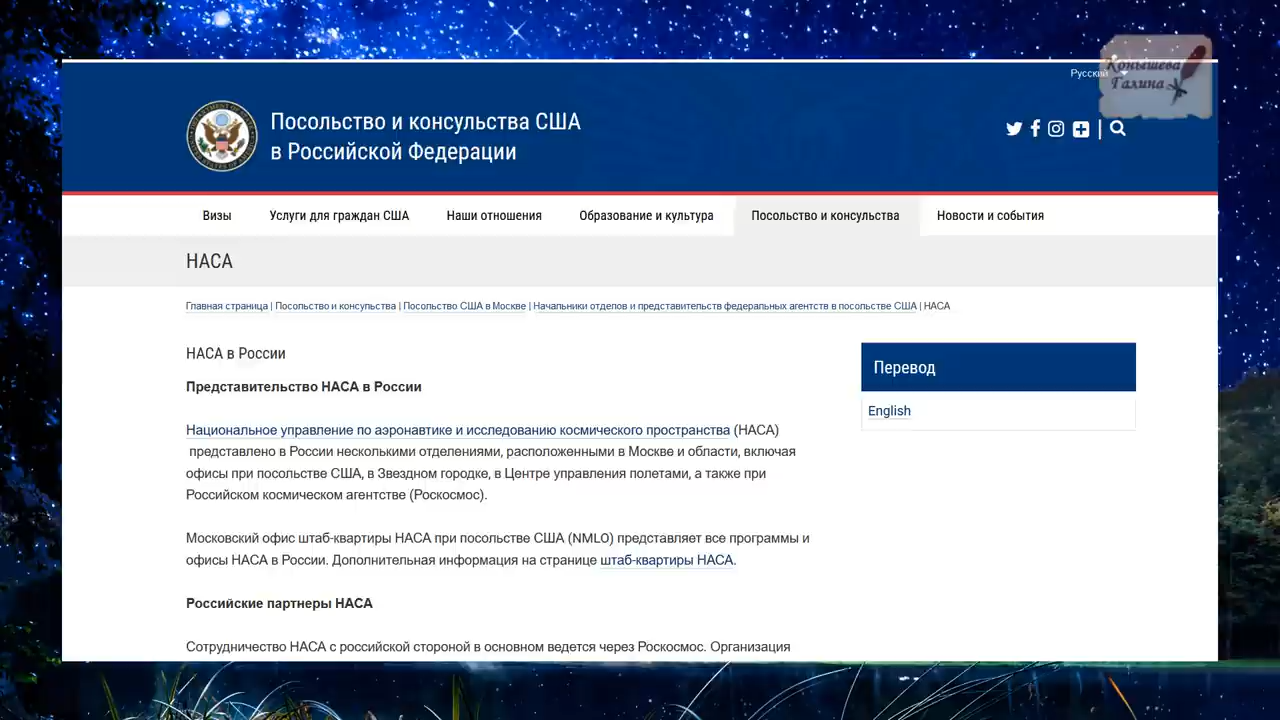 Конышева
Галина
Русский
Посольство и консульства США
в Российской Федерации
Визы
Услуги для граждан США
Наши отношения
Образование и культура
Посольство и консульства
Новости и события
НАСА
Главная страница | Посольство и консульства | Посольство США в Москве | Начальники отделов и представительств федеральных агентств в посольстве США | НАСА
НАСА в России
Представительство НАСА в России
Национальное управление по аэронавтике и исследованию космического пространства (НАСА)
представлено в России несколькими отделениями, расположенными в Москве и области, включая
офисы при посольстве США, в Звездном городке, в Центре управления полетами, а также при
Российском космическом агентстве (Роскосмос).
Московский офис штаб-квартиры НАСА при посольстве США (NMLO) представляет все программы и
офисы НАСА в России. Дополнительная информация на странице штаб-квартиры НАСА.
Российские партнеры НАСА
Сотрудничество НАСА с российской стороной в основном ведется через Роскосмос. Организация
Перевод
English